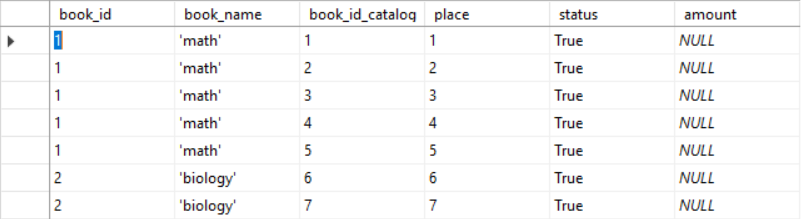 book_id book_name book_id_catalog place status amount
1 'math' 1 1 True NULL
1 'math' 2 2 True NULL
1 'math' 3 3 True NULL
1 'math' 4 4 True NULL
1 'math' 5 5 True NULL
2 'biology' 6 6 True NULL
2 'biology' 7 7 True NULL